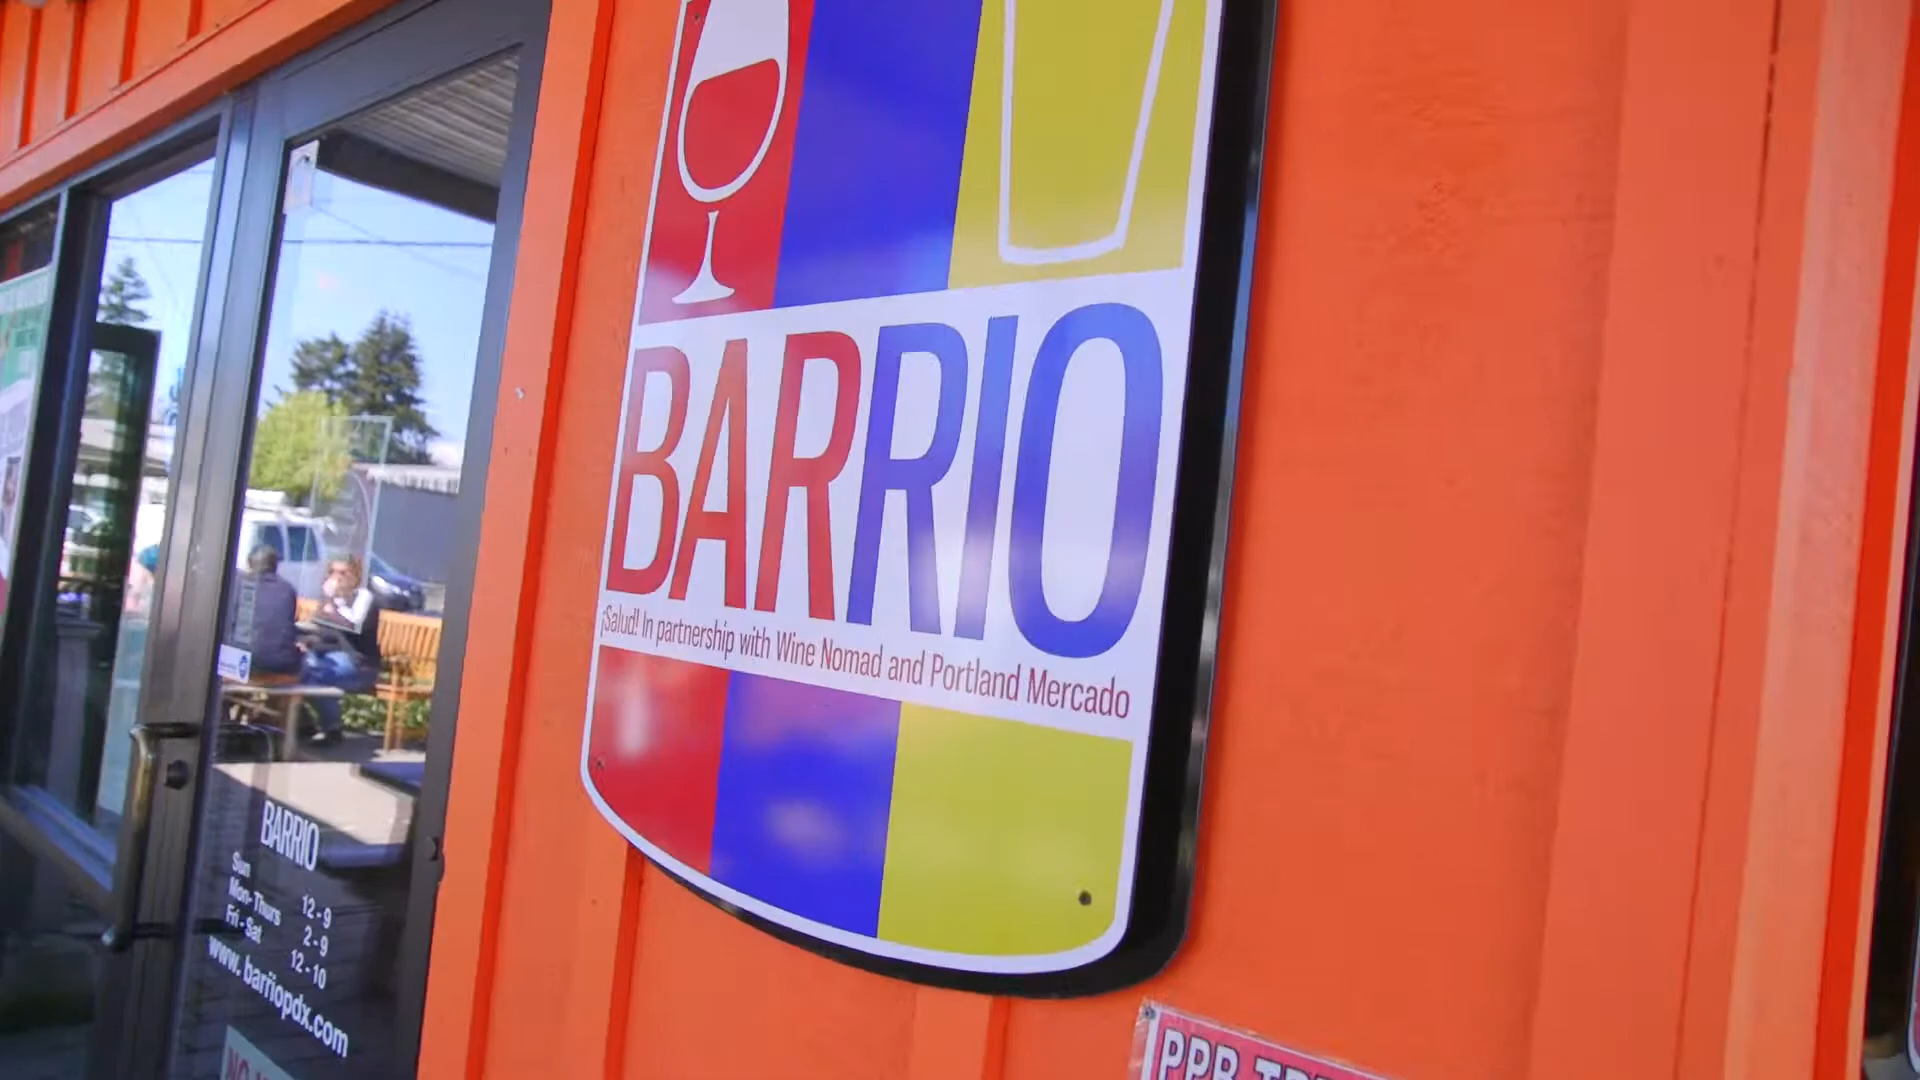 BARRIO
¡Salud! In partnership with Wine Nomad and Portland Mercado
BARRIO
Sun 12-9
Mon-Thurs 2-9
Fri-Sat 12-10
www.barriopdx.com
PPB